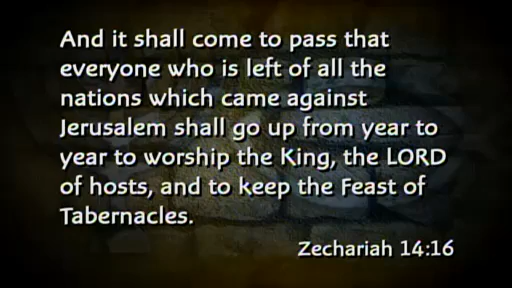 And it shall come to pass that
everyone who is left of all the
nations which came against
Jerusalem shall go up from year to
year to worship the King, the LORD
of hosts, and to keep the Feast of
Tabernacles.
Zechariah 14:16